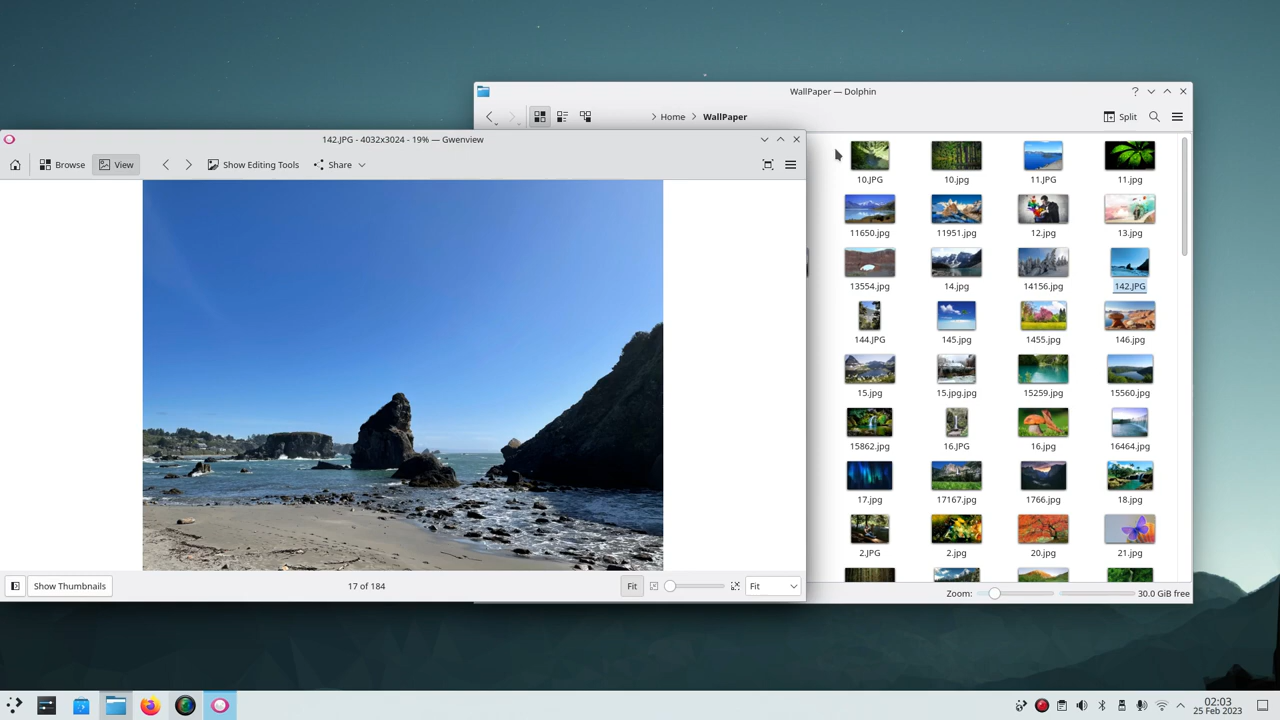 WallPaper — Dolphin
Home
WallPaper
Split
142.JPG - 4032x3024 - 19% — Gwenview
Browse
View
Show Editing Tools
Share
10.JPG
10.jpg
11.JPG
11.jpg
11650.jpg
11951.jpg
12.jpg
13.jpg
13554.jpg
14.jpg
14156.jpg
142.JPG
144.JPG
145.jpg
1455.jpg
146.jpg
15.jpg
15.jpg.jpg
15259.jpg
15560.jpg
15862.jpg
16.JPG
16.jpg
16464.jpg
17.jpg
17167.jpg
1766.jpg
18.jpg
2.JPG
2.jpg
20.jpg
21.jpg
Show Thumbnails
17 of 184
Fit
Fit
Zoom:
30.0 GiB free
02:03
25 Feb 2023